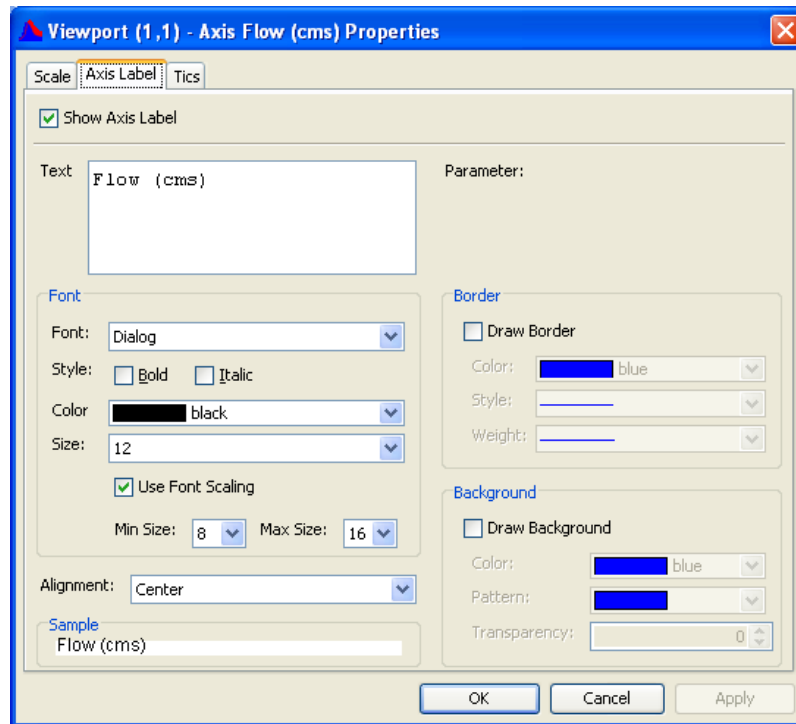 Viewport (1,1) - Axis Flow (cms) Properties
Scale Axis Label Tics
Show Axis Label
Text Flow (cms)
Parameter:
Font
Font: Dialog
Style: Bold Italic
Color black
Size: 12
Use Font Scaling
Min Size: 8 Max Size: 16
Alignment: Center
Sample
Flow (cms)
Border
Draw Border
Color: blue
Style:
Weight:
Background
Draw Background
Color: blue
Pattern:
Transparency: 0
OK Cancel Apply